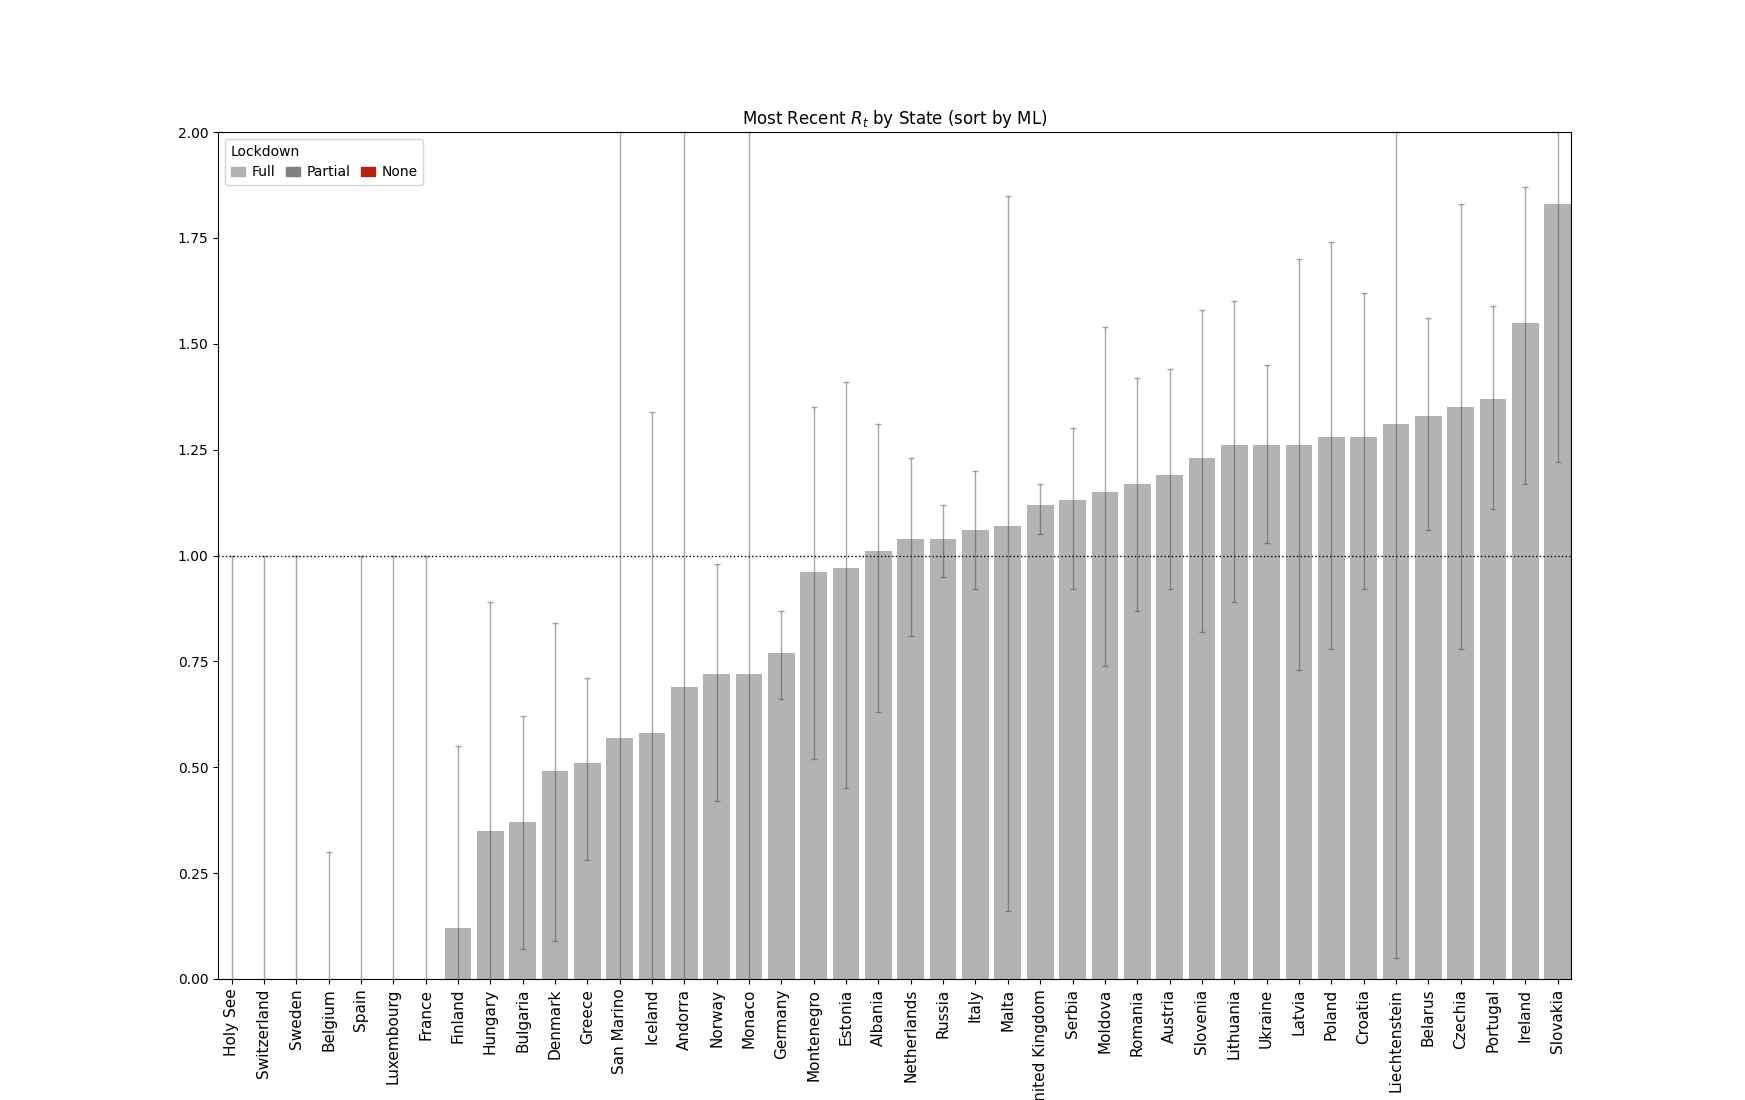 Most Recent R_t by State (sort by ML)
Lockdown
Full Partial None
2.00
1.75
1.50
1.25
1.00
0.75
0.50
0.25
0.00
Holy See
Switzerland
Sweden
Belgium
Spain
Luxembourg
France
Finland
Hungary
Bulgaria
Denmark
Greece
San Marino
Iceland
Andorra
Norway
Monaco
Germany
Montenegro
Estonia
Albania
Netherlands
Russia
Italy
Malta
nited Kingdom
Serbia
Moldova
Romania
Austria
Slovenia
Lithuania
Ukraine
Latvia
Poland
Croatia
Liechtenstein
Belarus
Czechia
Portugal
Ireland
Slovakia